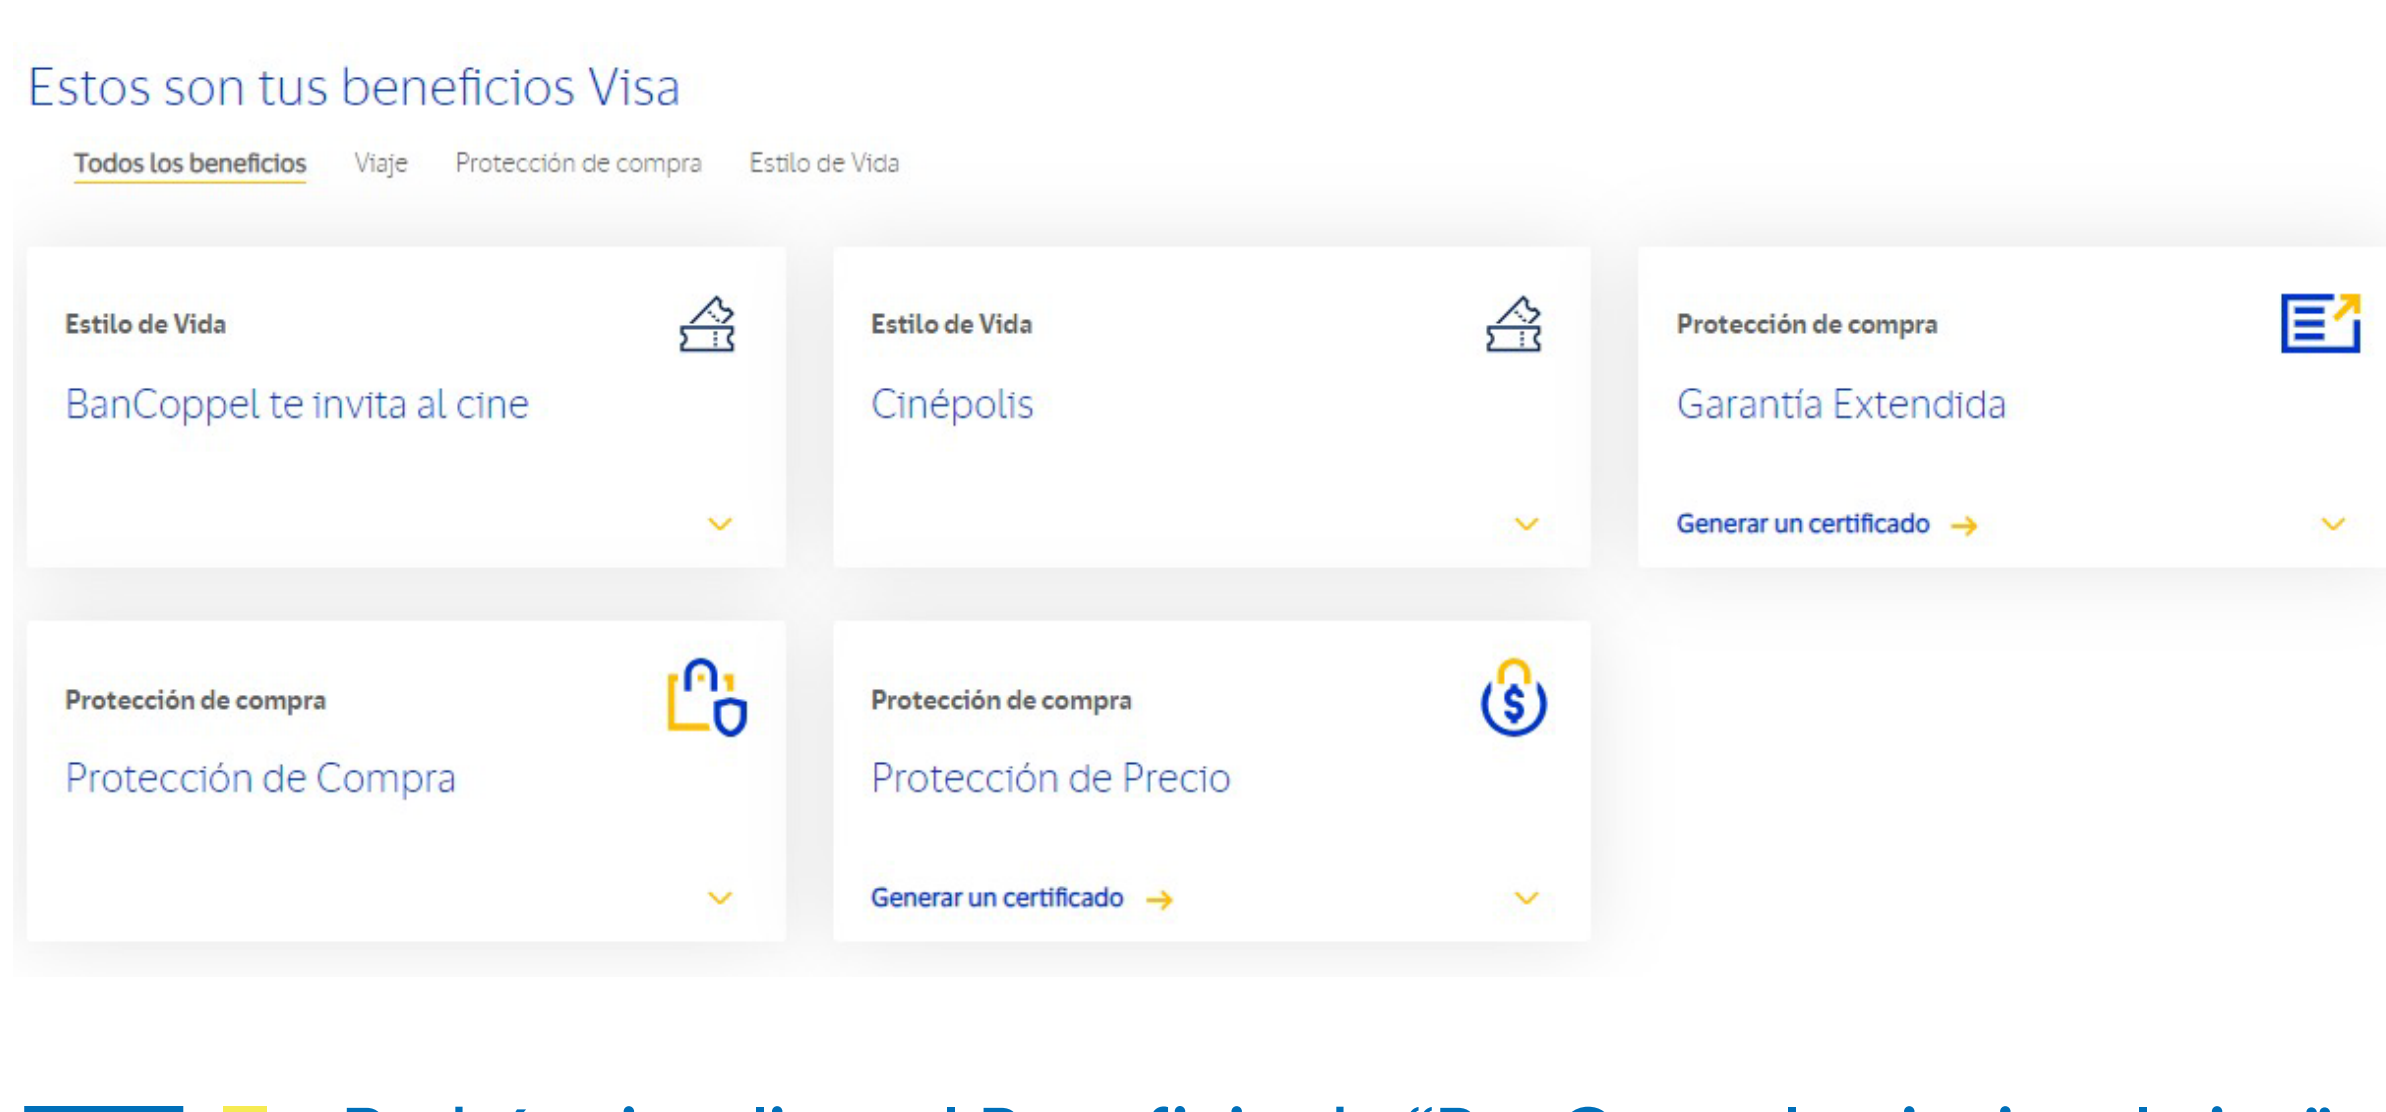 Estos son tus beneficios Visa
Todos los beneficios Viaje Protección de compra Estilo de Vida
Estilo de Vida
BanCoppel te invita al cine
Estilo de Vida
Cinépolis
Protección de compra
Garantía Extendida
Generar un certificado →
Protección de compra
Protección de Compra
Protección de compra
Protección de Precio
Generar un certificado →